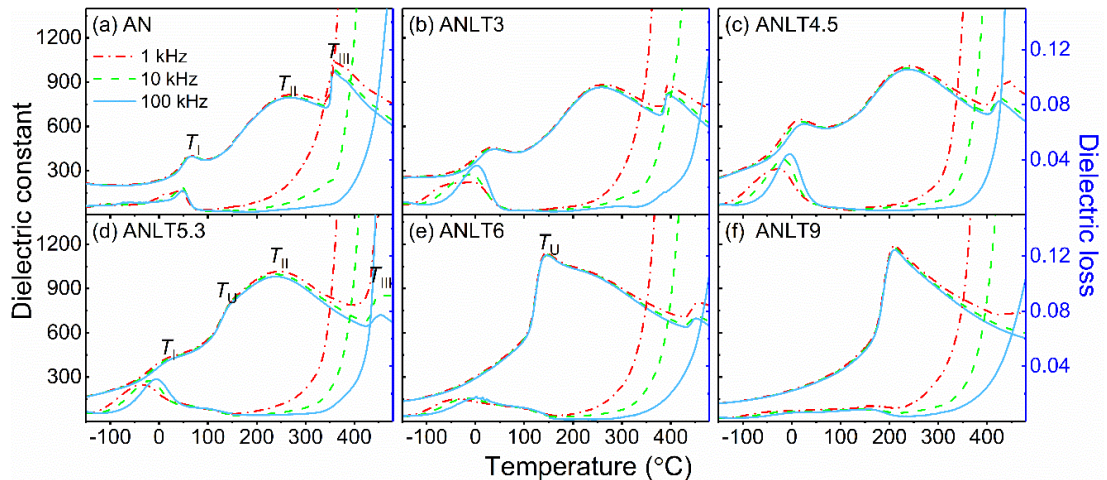 (a) AN
(b) ANLT3
(c) ANLT4.5
1 kHz
10 kHz
100 kHz
T_I
T_II
T_III
1200
900
600
300
0.12
0.08
0.04
(d) ANLT5.3
(e) ANLT6
(f) ANLT9
T_I
T_U
T_II
T_III
T_U
1200
900
600
300
0.12
0.08
0.04
-100 0 100 200 300 400
-100 0 100 200 300 400
-100 0 100 200 300 400
Dielectric constant
Dielectric loss
Temperature (°C)